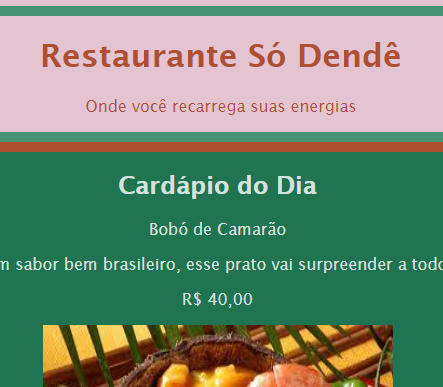 Restaurante Só Dendê
Onde você recarrega suas energias
Cardápio do Dia
Bobó de Camarão
sabor bem brasileiro, esse prato vai surpreender a
R$ 40,00